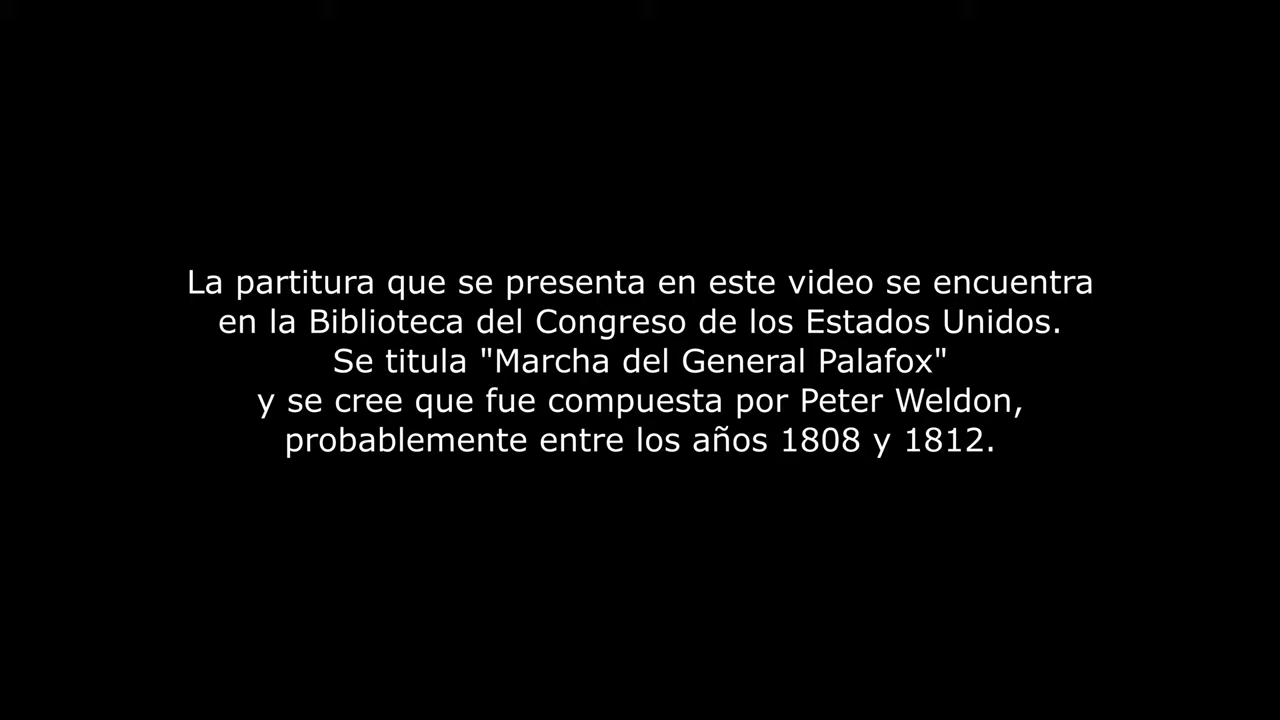 La partitura que se presenta en este video se encuentra
en la Biblioteca del Congreso de los Estados Unidos.
Se titula "Marcha del General Palafox"
y se cree que fue compuesta por Peter Weldon,
probablemente entre los años 1808 y 1812.